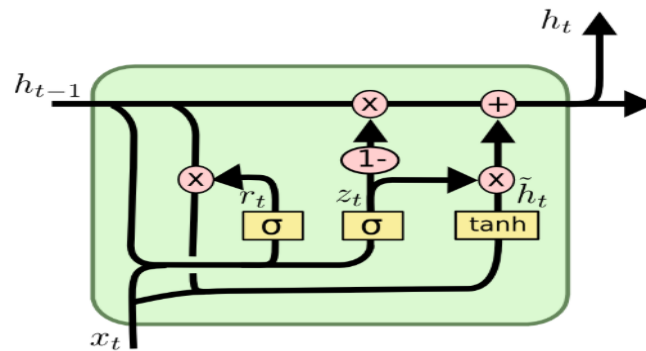 h_t
h_{t−1}
×
+
1-
×
r_t
z_t
×
h̃_t
σ
σ
tanh
x_t